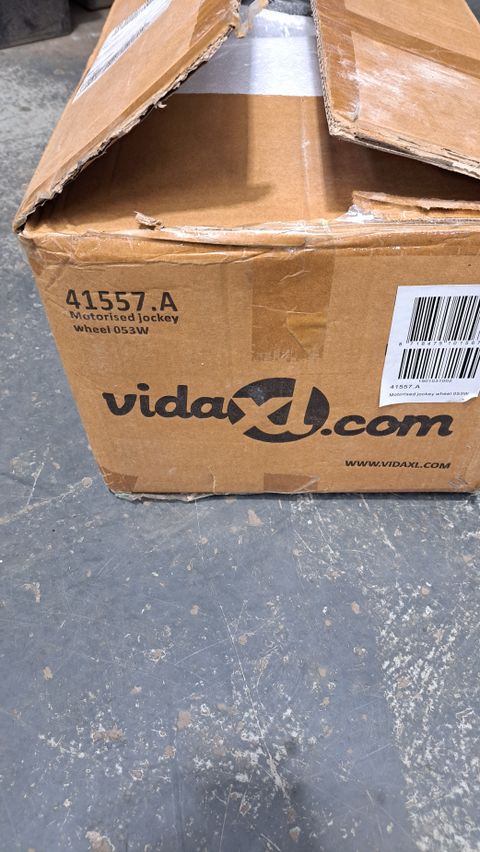 41557.A
Motorised jockey
wheel 053W
vidaXL.com
WWW.VIDAXL.COM
41557.A
Motorised jockey wheel 053W